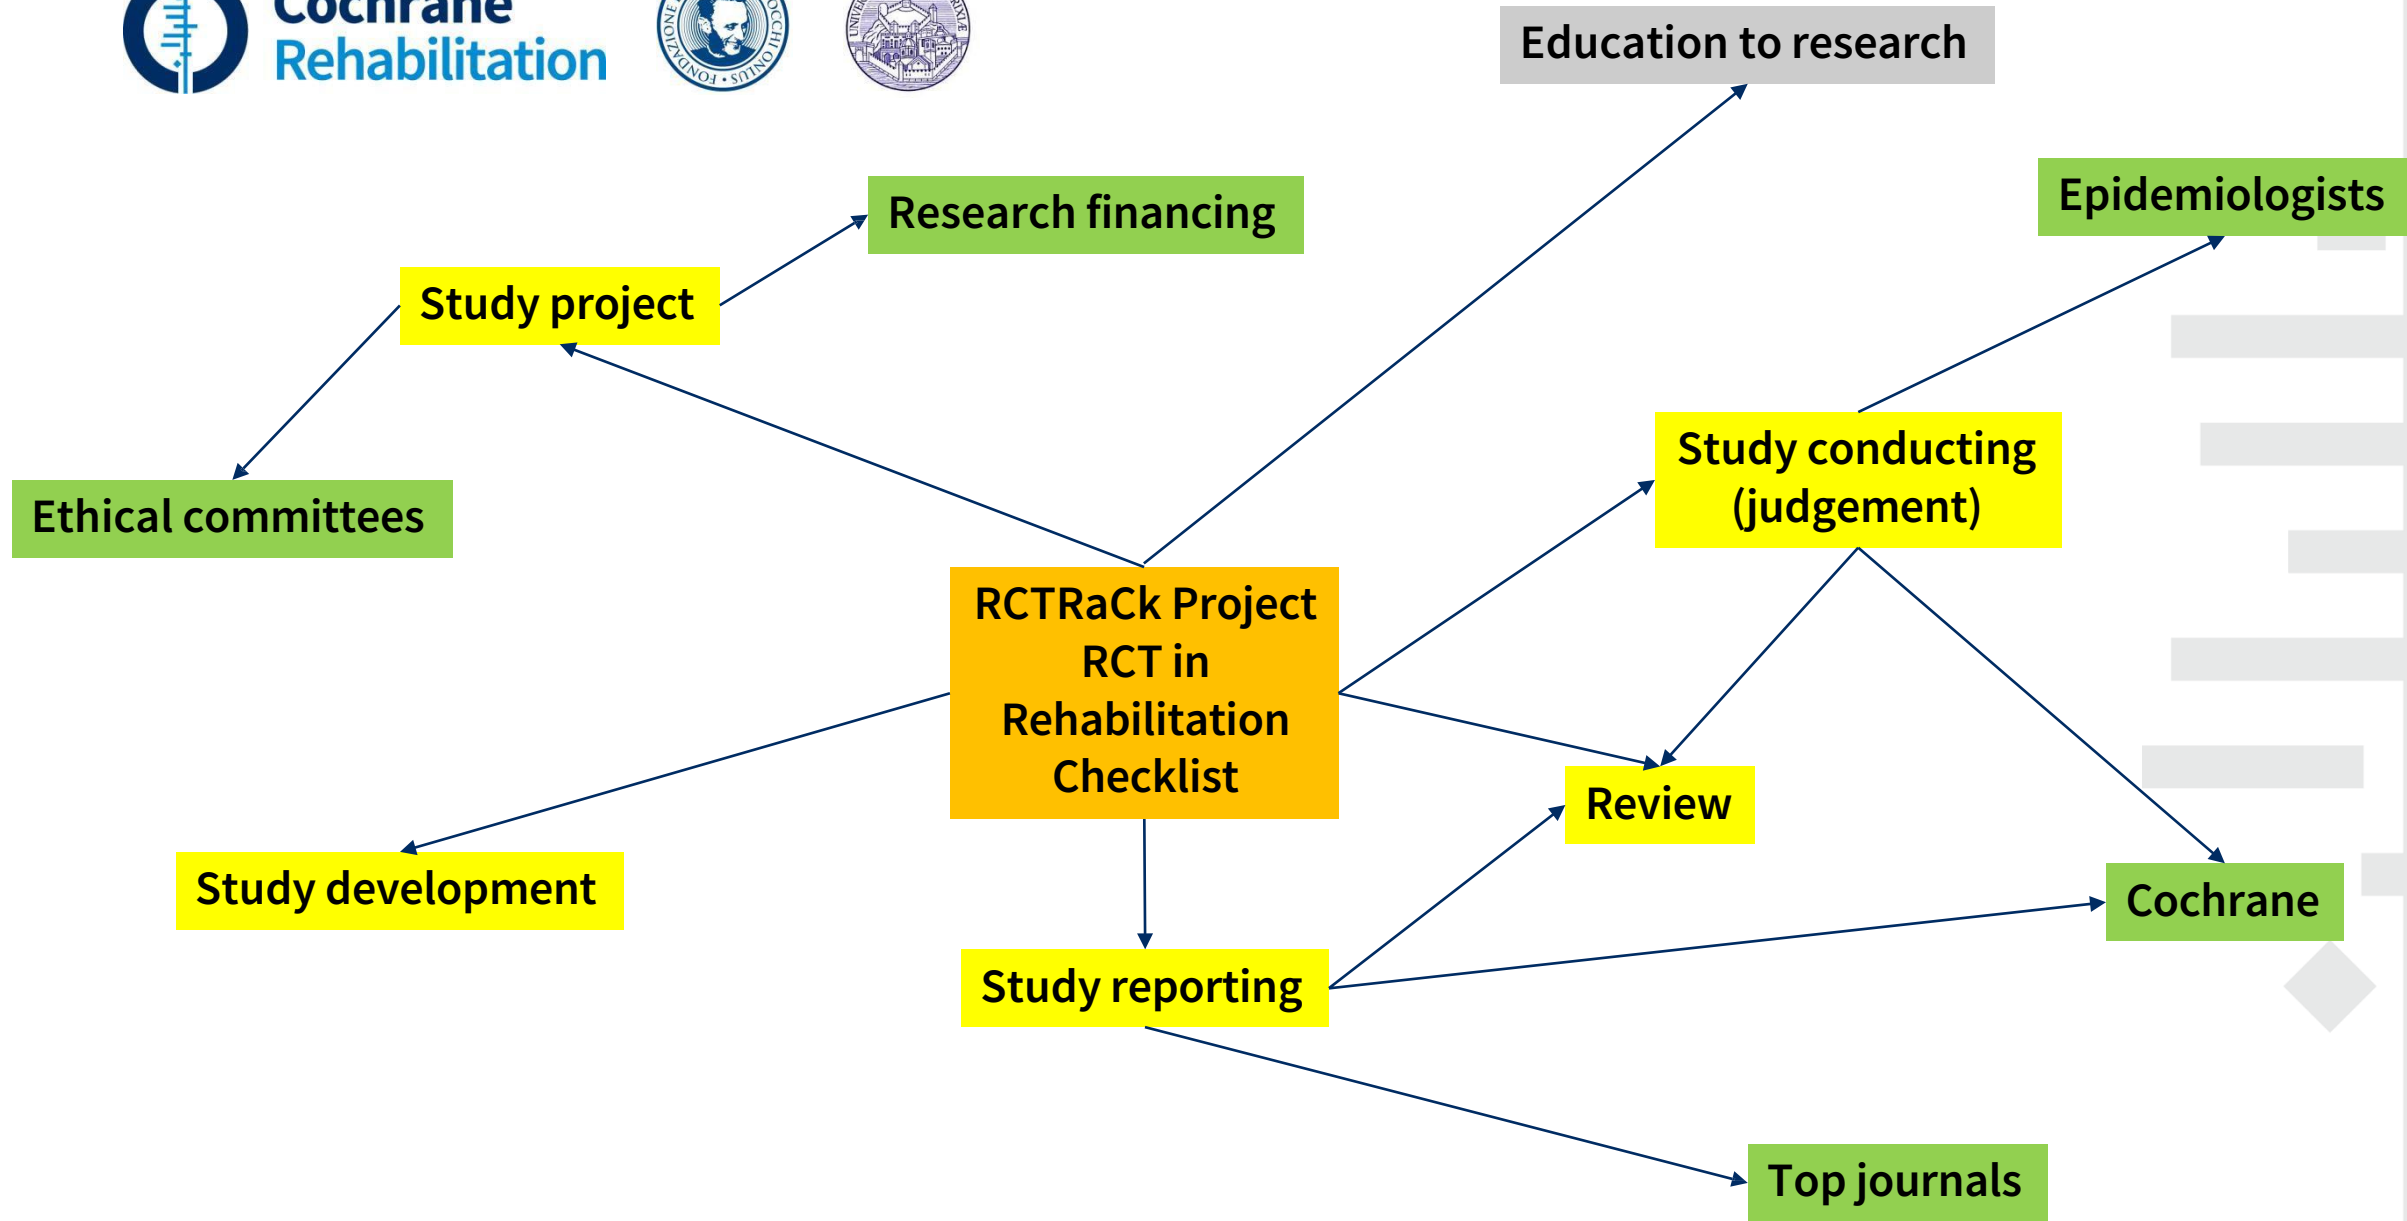 Cochrane
Rehabilitation
Education to research
Epidemiologists
Research financing
Study project
Study conducting
(judgement)
Ethical committees
RCTRaCk Project
RCT in
Rehabilitation
Checklist
Review
Study development
Cochrane
Study reporting
Top journals